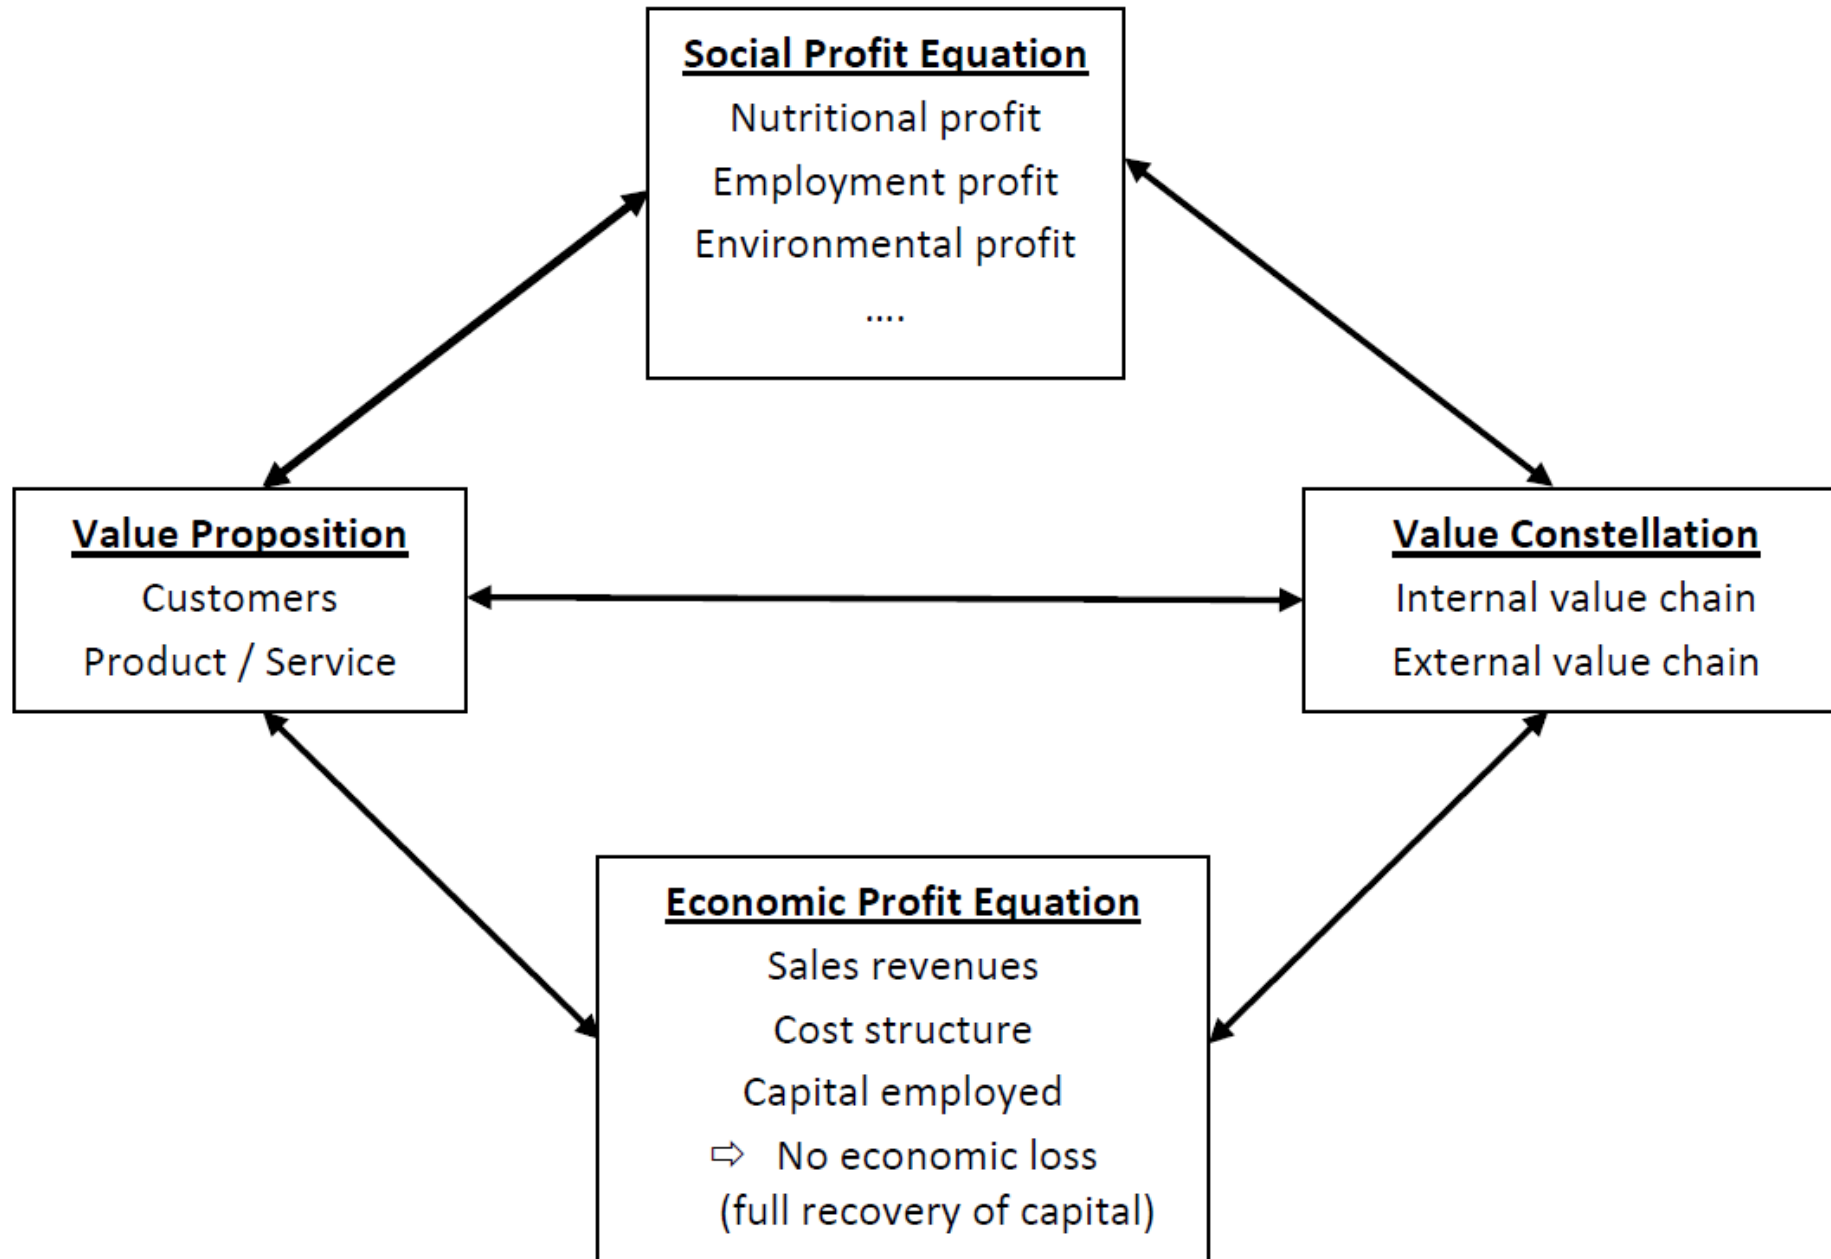 Social Profit Equation
Nutritional profit
Employment profit
Environmental profit
....
Value Proposition
Customers
Product / Service
Value Constellation
Internal value chain
External value chain
Economic Profit Equation
Sales revenues
Cost structure
Capital employed
⇨ No economic loss
(full recovery of capital)